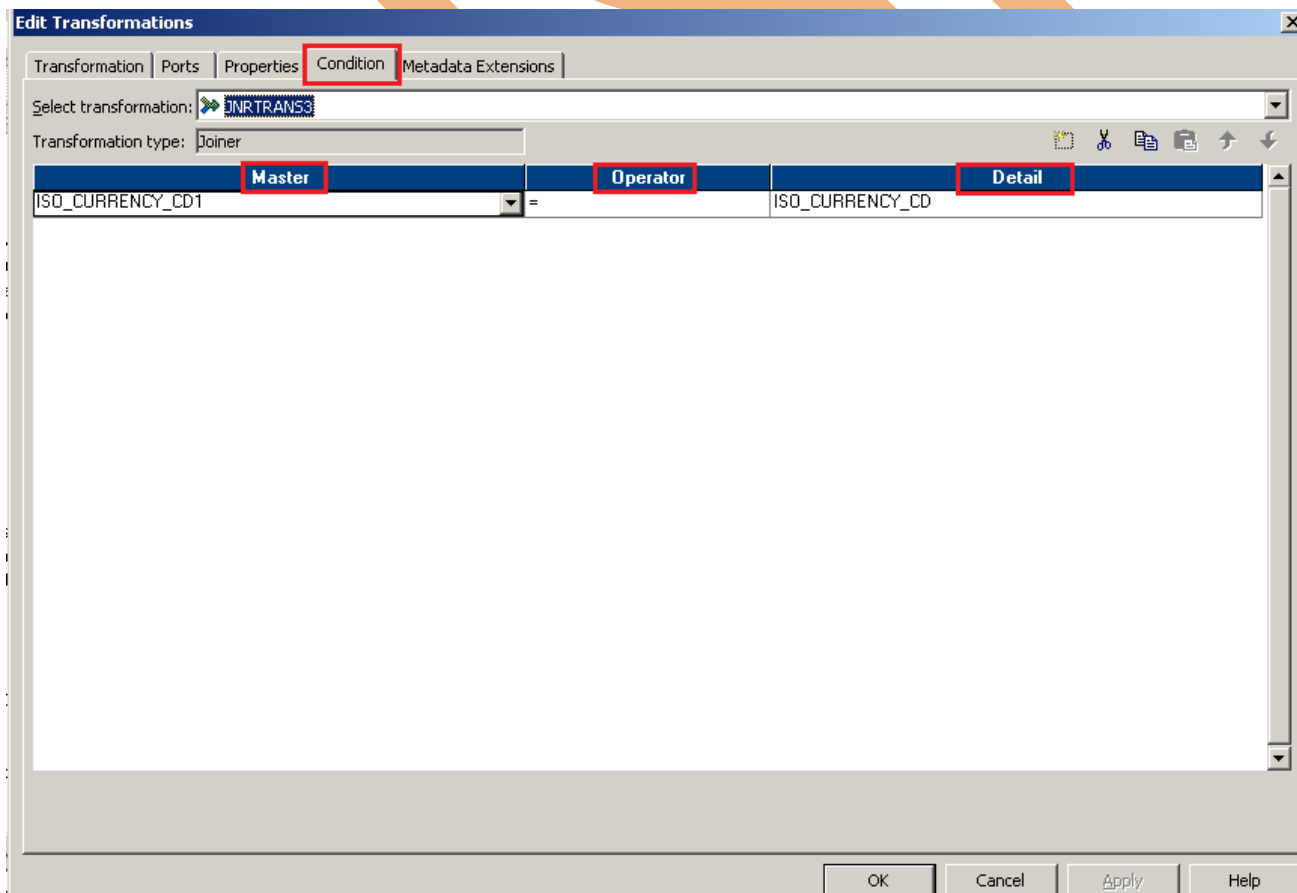 Edit Transformations
Transformation Ports Properties Condition Metadata Extensions
Select transformation: JNRTRANS3
Transformation type: Joiner
Master Operator Detail
ISO_CURRENCY_CD1 = ISO_CURRENCY_CD
OK Cancel Apply Help